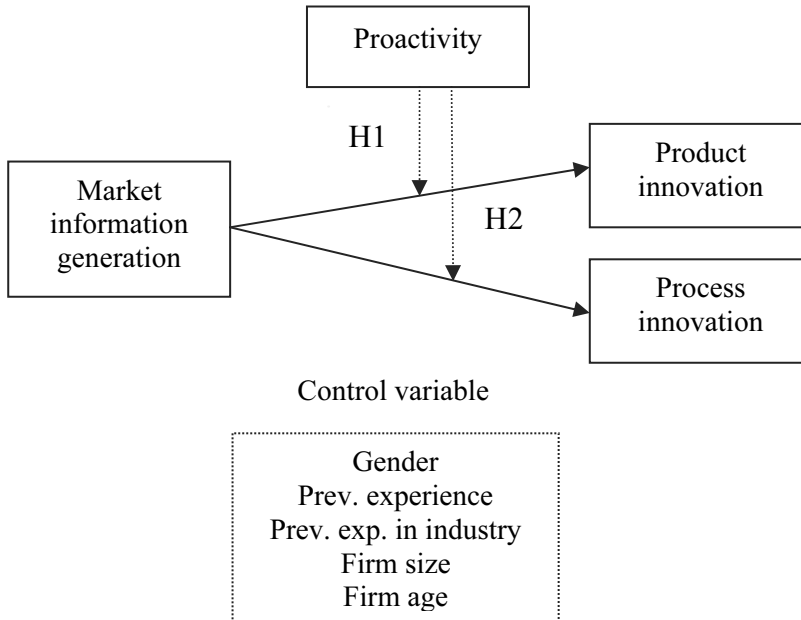 Proactivity
H1
Product
innovation
Market
information
generation
H2
Process
innovation
Control variable
Gender
Prev. experience
Prev. exp. in industry
Firm size
Firm age